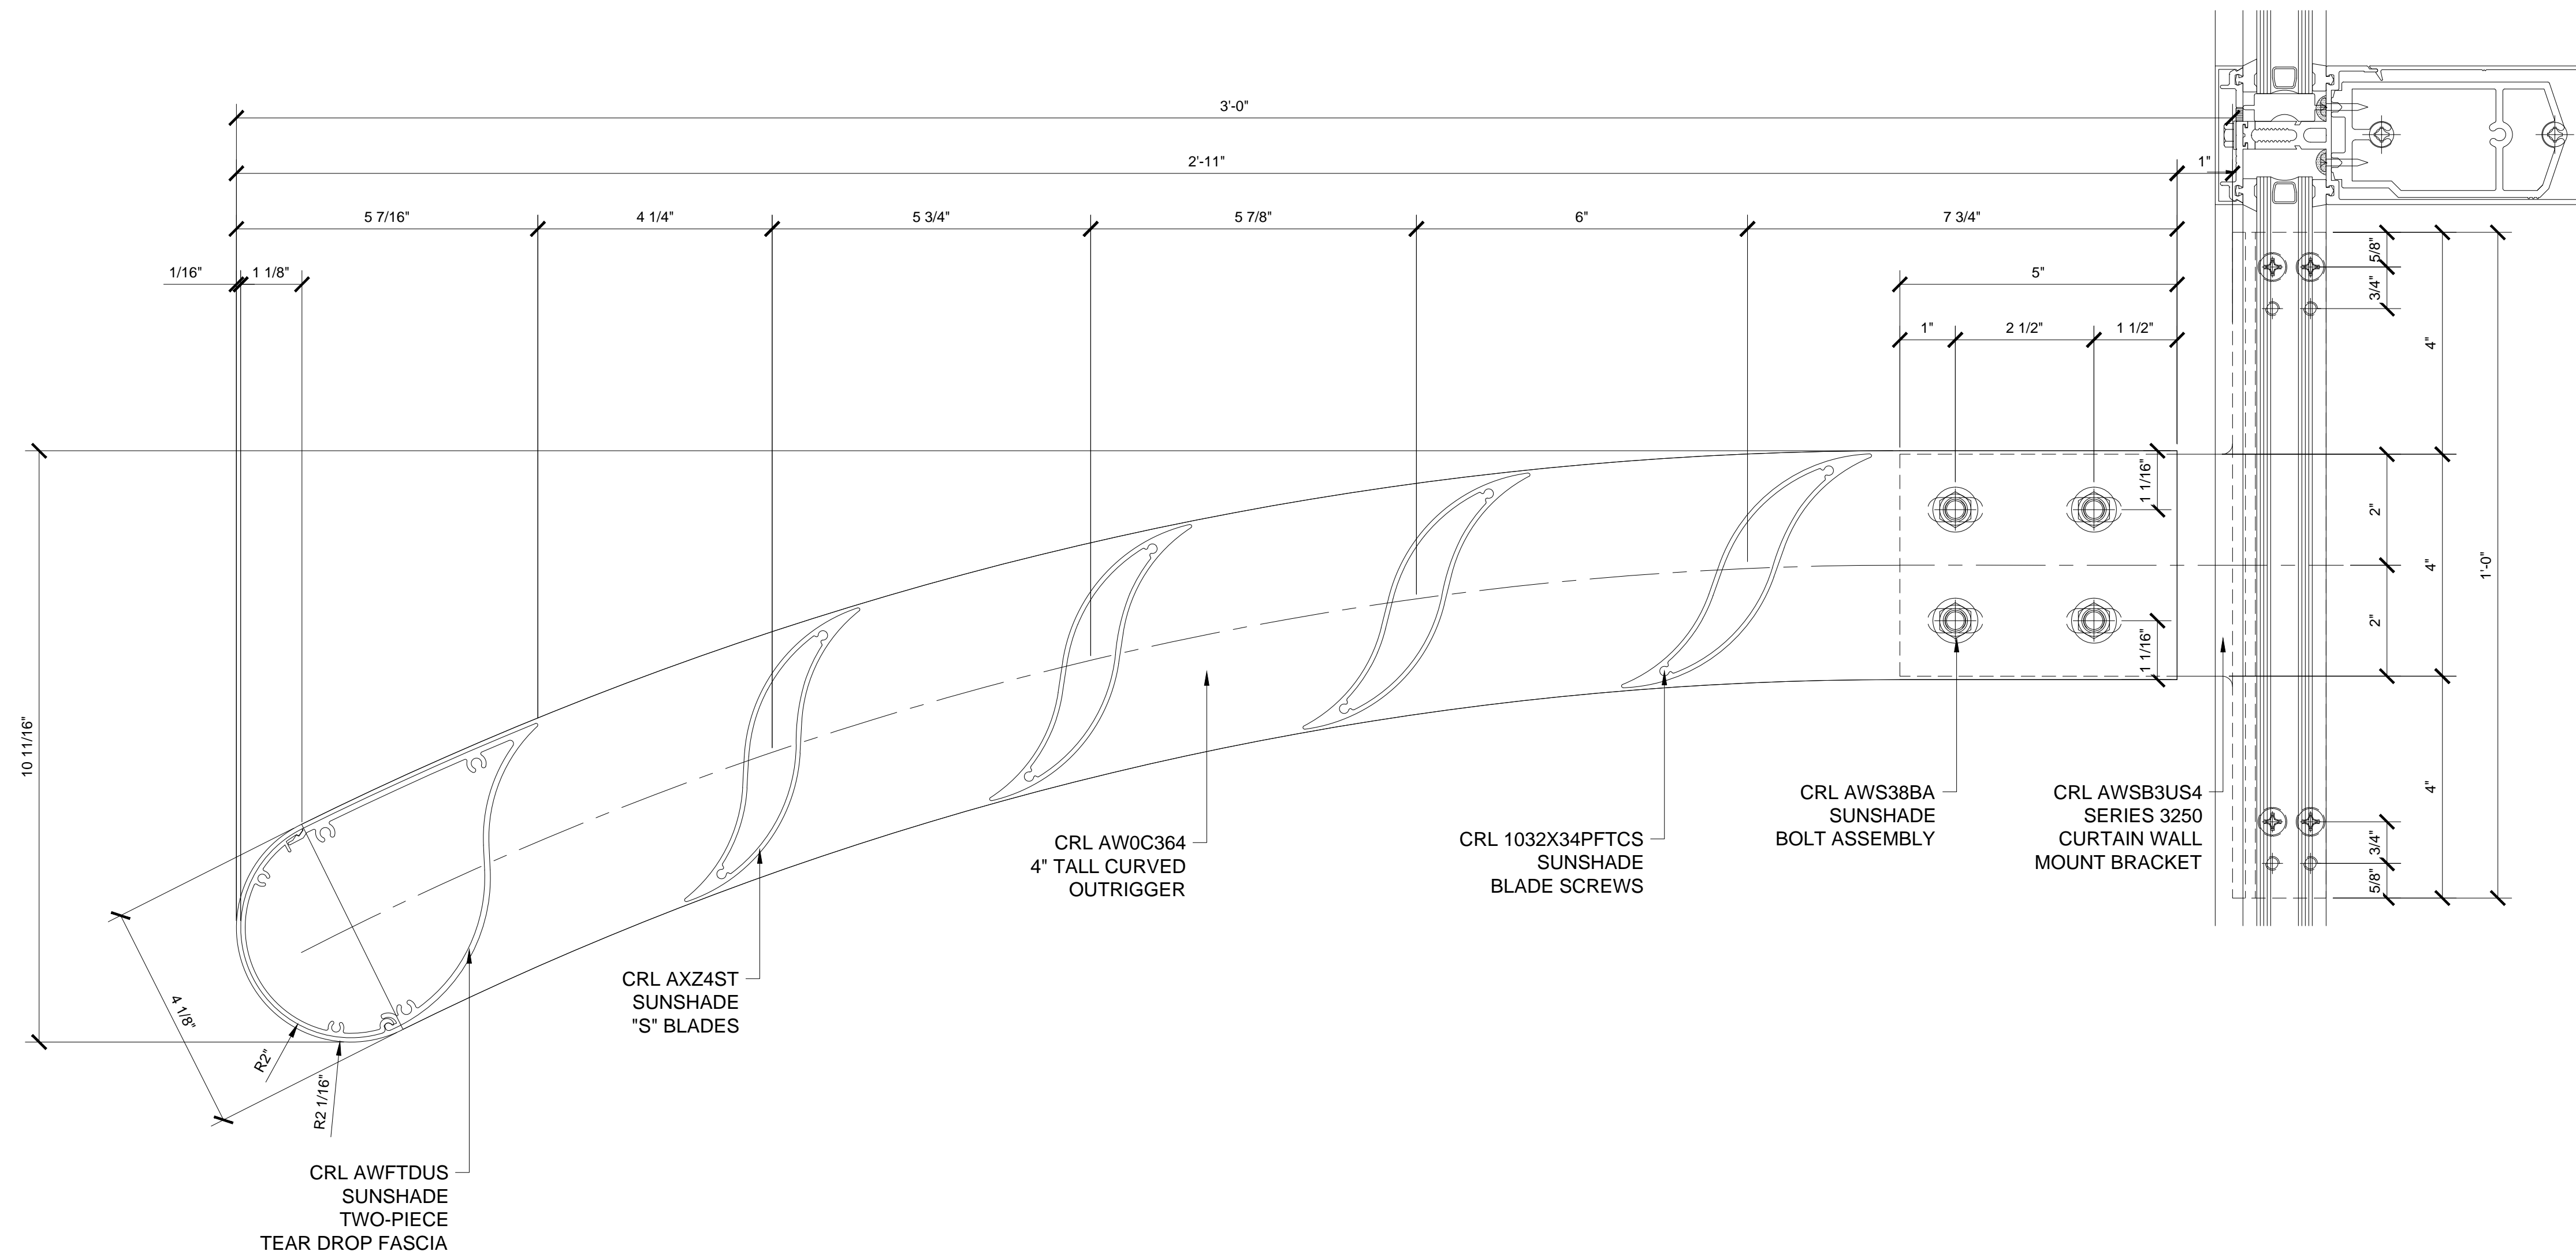 3'-0"
2'-11"
1"
5 7/16"
4 1/4"
5 3/4"
5 7/8"
6"
7 3/4"
1/16"
1 1/8"
5"
1"
2 1/2"
1 1/2"
5/8"
3/4"
4"
1 1/16"
2"
4"
1'-0"
2"
1 1/16"
10 11/16"
4"
3/4"
5/8"
4 1/8"
R2"
R2 1/16"
CRL AWFTDUS
SUNSHADE
TWO-PIECE
TEAR DROP FASCIA
CRL AXZ4ST
SUNSHADE
"S" BLADES
CRL AW0C364
4" TALL CURVED
OUTRIGGER
CRL 1032X34PFTCS
SUNSHADE
BLADE SCREWS
CRL AWS38BA
SUNSHADE
BOLT ASSEMBLY
CRL AWSB3US4
SERIES 3250
CURTAIN WALL
MOUNT BRACKET